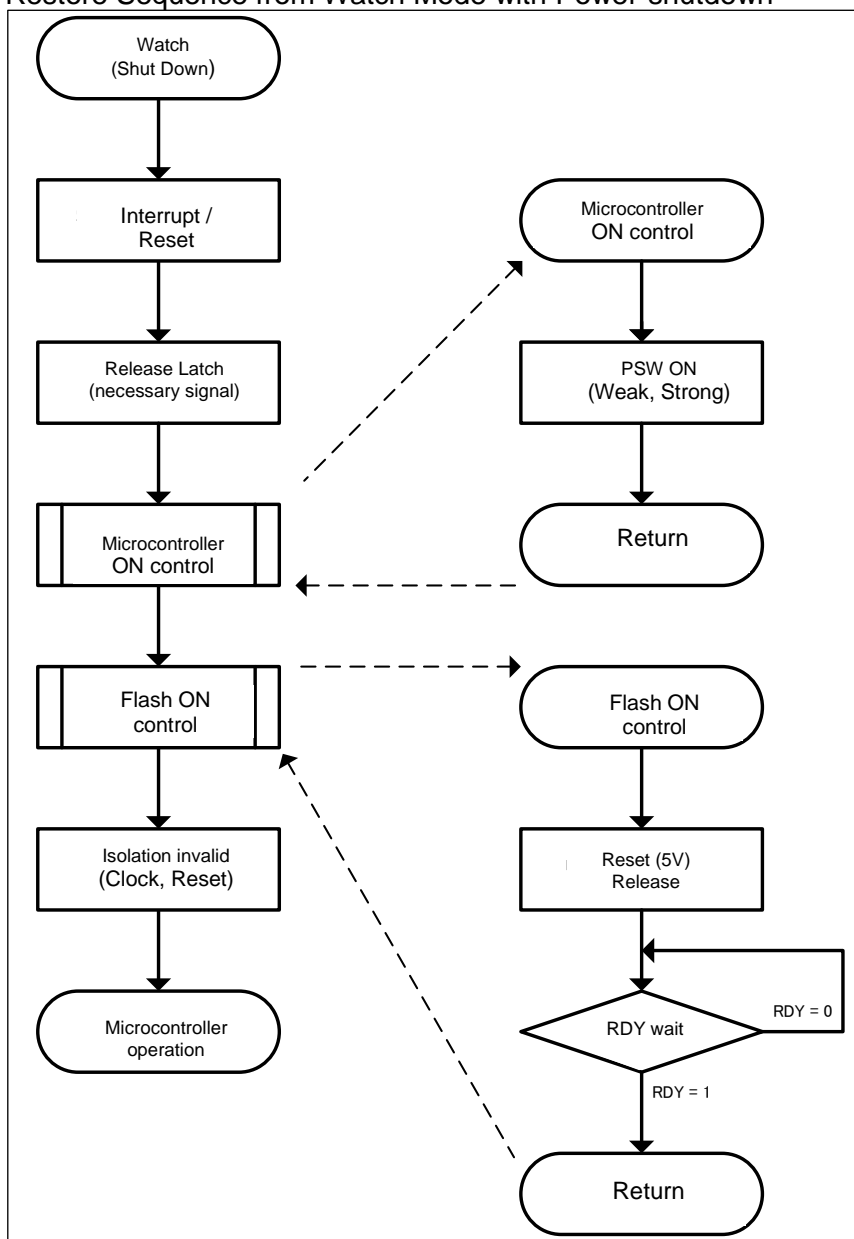 Restore Sequence from Watch Mode with Power-shutdown
Watch
(Shut Down)
Interrupt /
Reset
Release Latch
(necessary signal)
Microcontroller
ON control
Flash ON
control
Isolation invalid
(Clock, Reset)
Microcontroller
operation
Microcontroller
ON control
PSW ON
(Weak, Strong)
Return
Flash ON
control
Reset (5V)
Release
RDY wait
RDY = 0
RDY = 1
Return